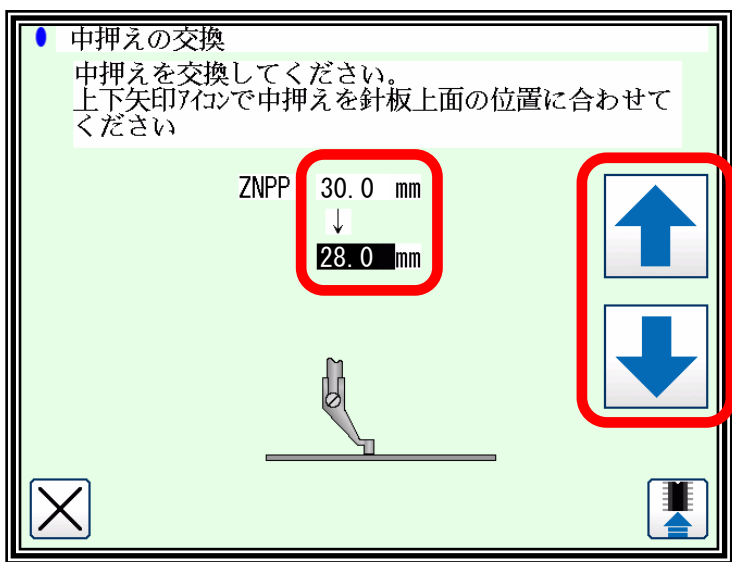 中押えの交換
中押えを交換してください。
上下矢印ｱｲｺﾝで中押えを針板上面の位置に合わせて
ください
ZNPP 30.0 mm
↓
28.0 mm